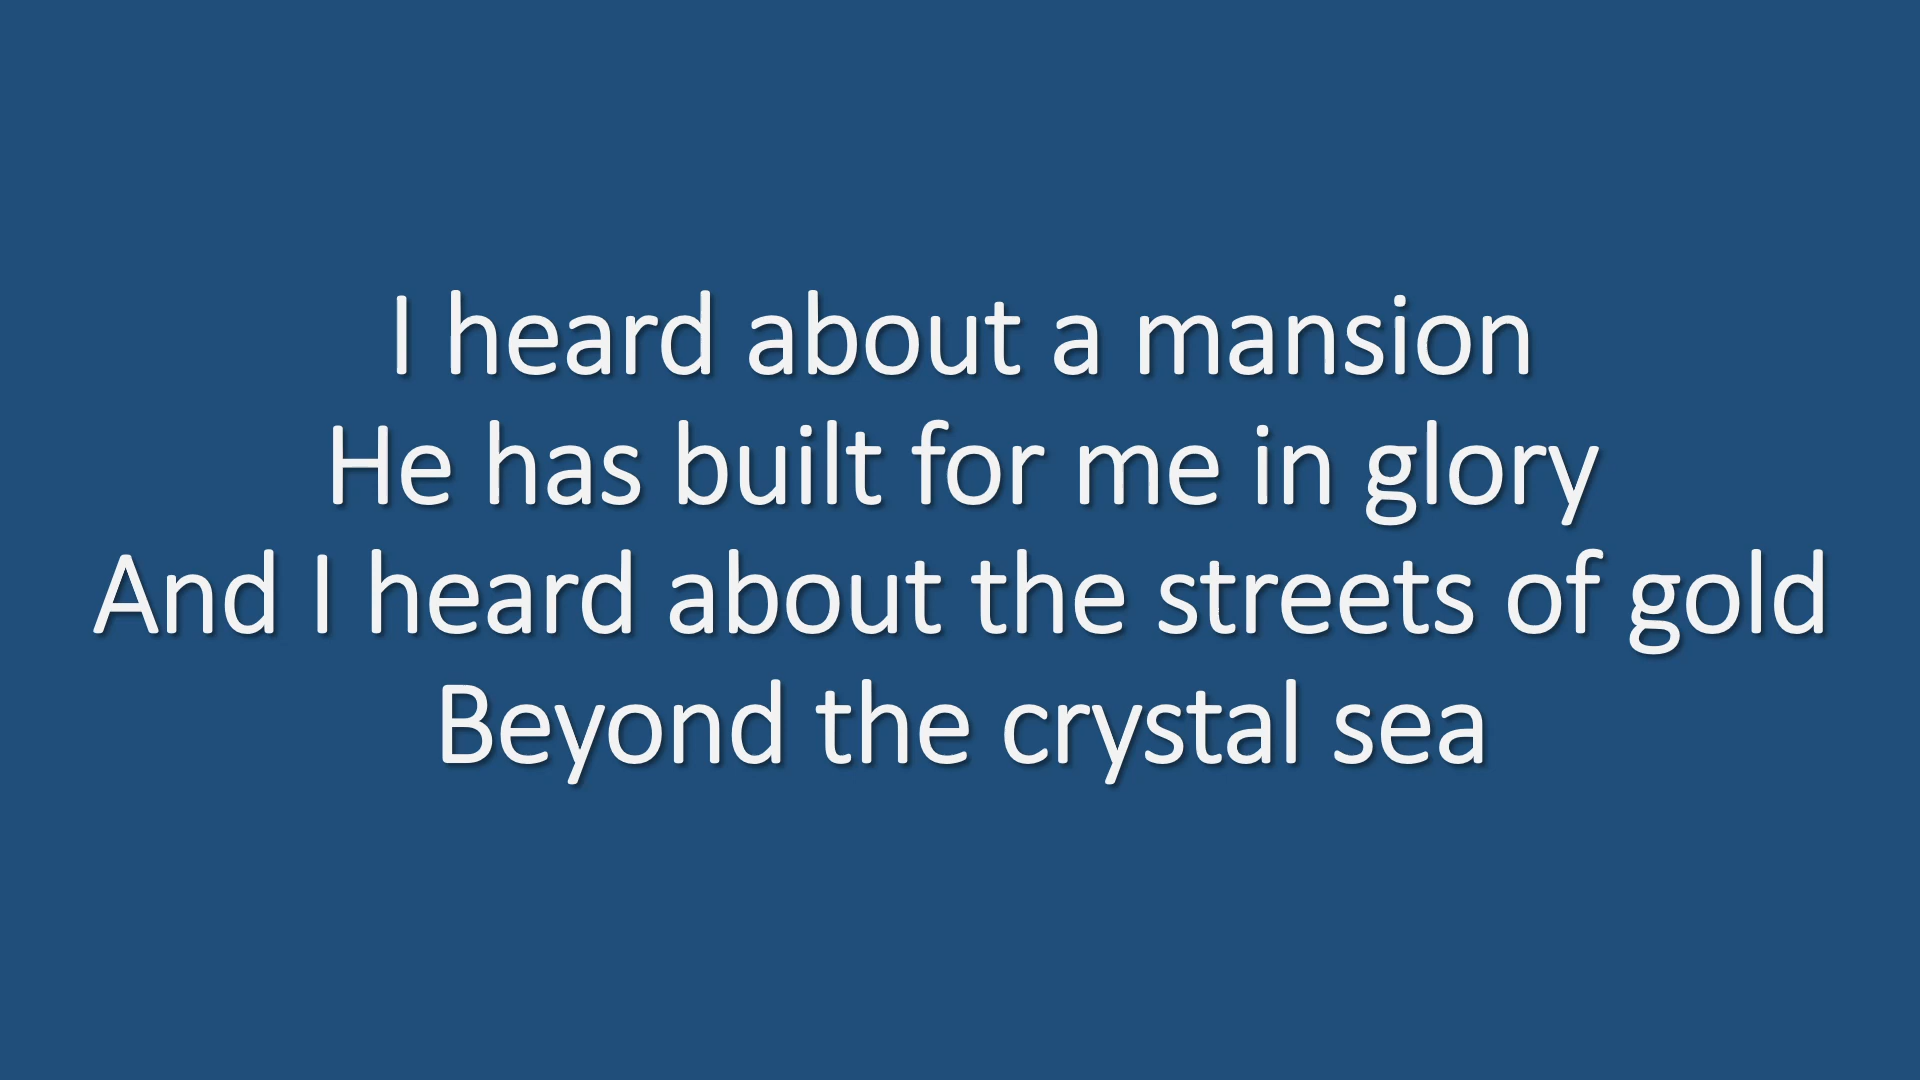 I heard about a mansion
He has built for me in glory
And I heard about the streets of gold
Beyond the crystal sea